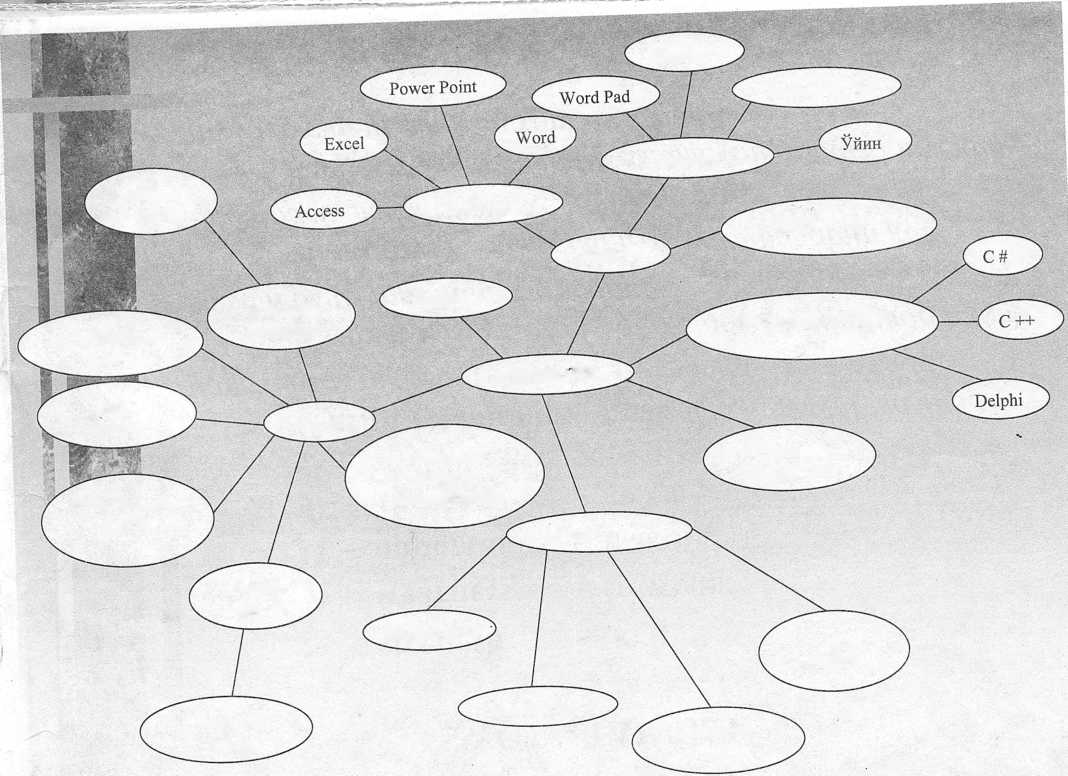 Power Point
Word Pad
Excel
Word
Ўйин
Access
C #
C ++
Delphi